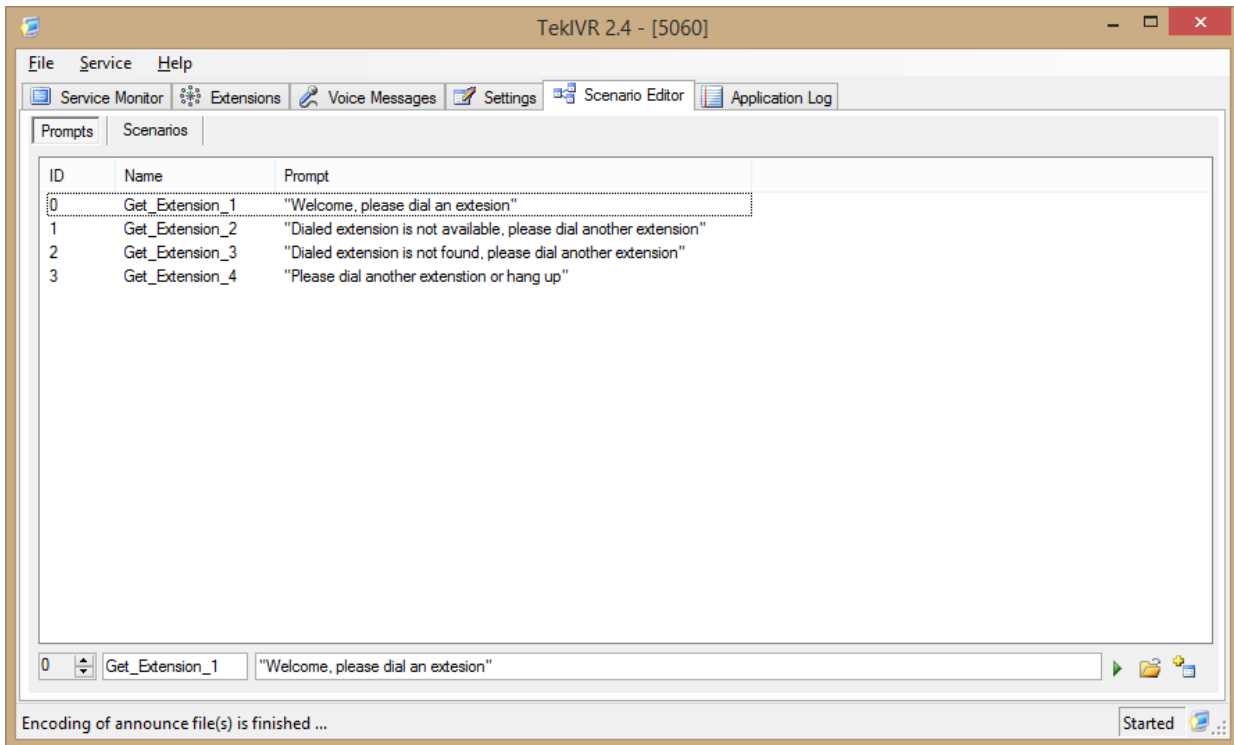 TekIVR 2.4 - [5060]
File Service Help
Service Monitor Extensions Voice Messages Settings Scenario Editor Application Log
Prompts Scenarios
ID Name Prompt
0 Get_Extension_1 "Welcome, please dial an extesion"
1 Get_Extension_2 "Dialed extension is not available, please dial another extension"
2 Get_Extension_3 "Dialed extension is not found, please dial another extension"
3 Get_Extension_4 "Please dial another extenstion or hang up"
0 Get_Extension_1 "Welcome, please dial an extesion"
Encoding of announce file(s) is finished ... Started